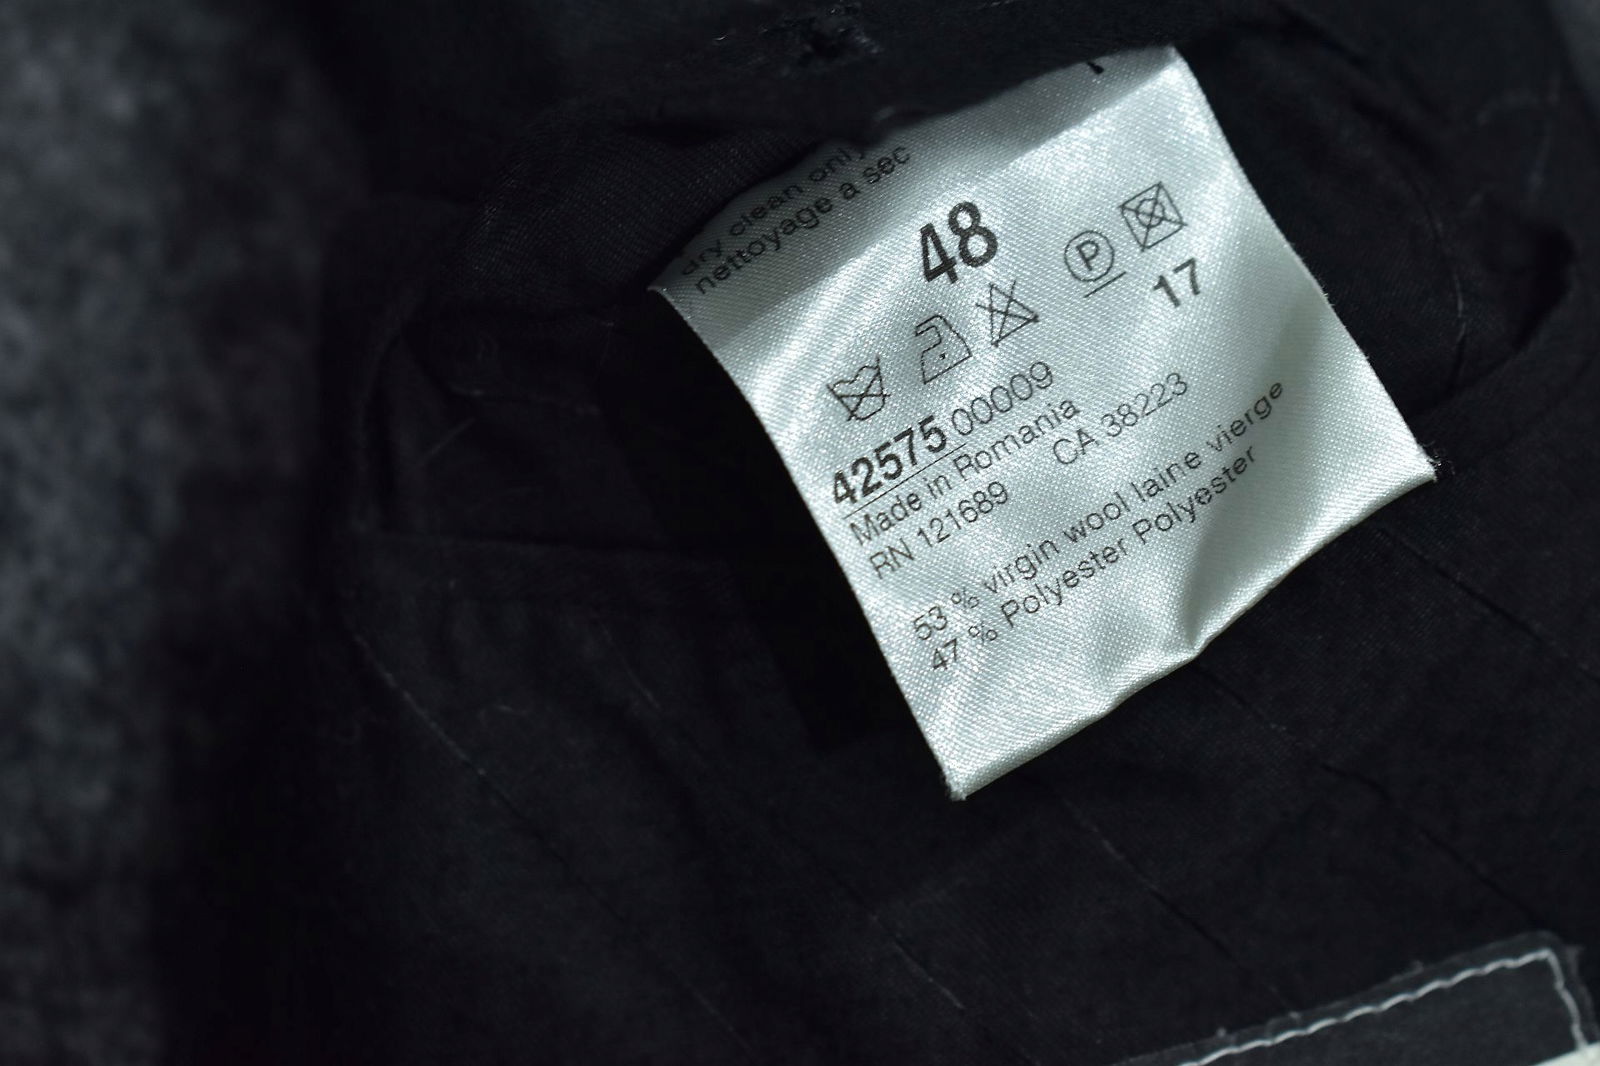 dry clean only
nettoyage à sec
48
P
17
42575 00009
Made in Romania
RN 121689 CA 38223
53 % virgin wool laine vierge
47 % Polyester Polyester